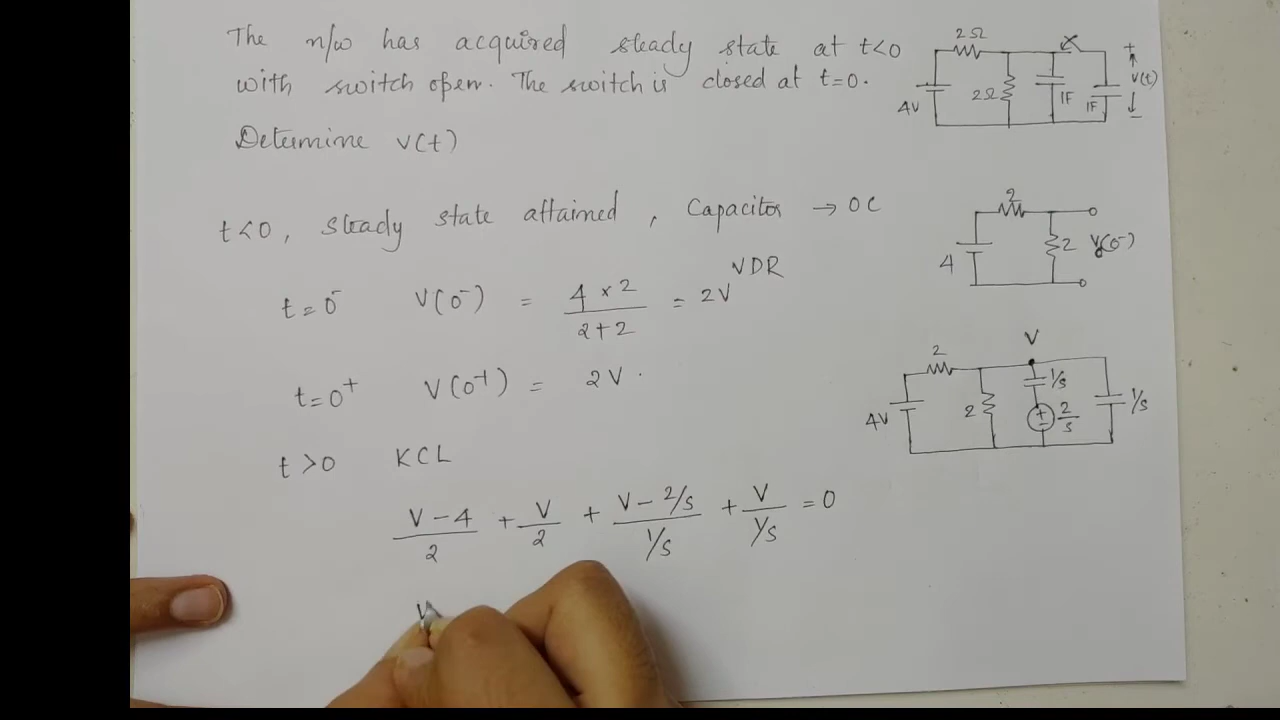 The n/w has acquired steady state at t<0
with switch open. The switch is closed at t=0.
Determine v(t)
2Ω
4V
2Ω
1F
1F
+
v(t)
-
t<0, steady state attained, Capacitor → OC
2
4
2
V(0⁻)
t=0⁻ V(0⁻) = 4×2 / 2+2 = 2V VDR
t=0⁺ V(0⁺) = 2V.
V
2
4V
2
1/s
+
-
2/s
1/s
t>0 KCL
V-4 / 2 + V / 2 + V-2/s / 1/s + V / 1/s = 0
V